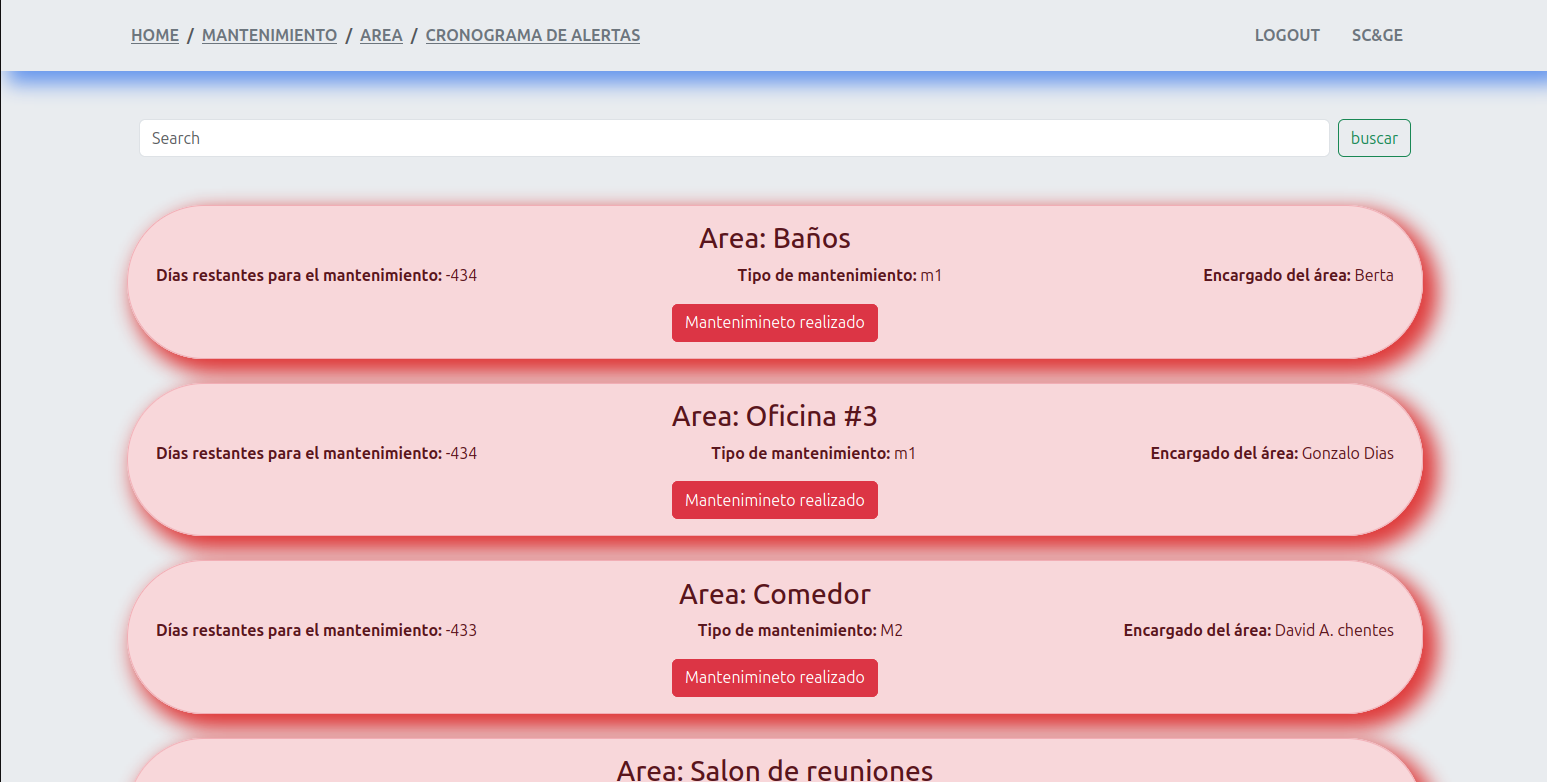 HOME / MANTENIMIENTO / AREA / CRONOGRAMA DE ALERTAS LOGOUT SC&GE
Search buscar
Area: Baños
Días restantes para el mantenimiento: -434 Tipo de mantenimiento: m1 Encargado del área: Berta
Mantenimineto realizado
Area: Oficina #3
Días restantes para el mantenimiento: -434 Tipo de mantenimiento: m1 Encargado del área: Gonzalo Dias
Mantenimineto realizado
Area: Comedor
Días restantes para el mantenimiento: -433 Tipo de mantenimiento: M2 Encargado del área: David A. chentes
Mantenimineto realizado
Area: Salon de reuniones